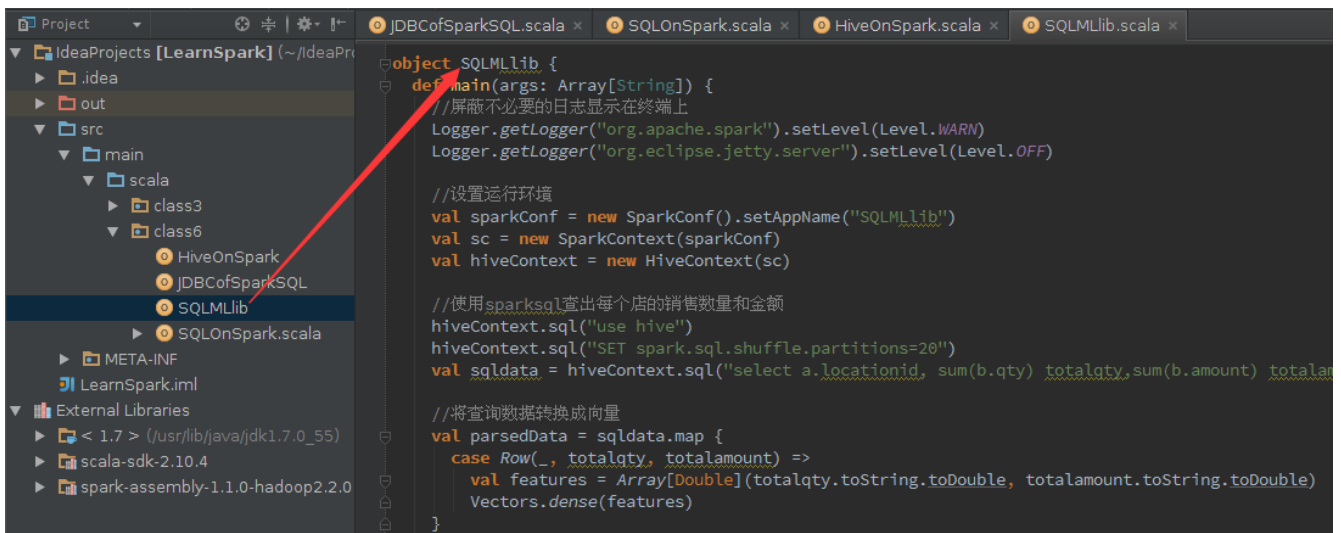 Project
JDBCofSparkSQL.scala × SQLOnSpark.scala × HiveOnSpark.scala × SQLMLlib.scala ×
IdeaProjects [LearnSpark] (~/IdeaPro
.idea
out
src
main
scala
class3
class6
HiveOnSpark
JDBCofSparkSQL
SQLMLlib
SQLOnSpark.scala
META-INF
LearnSpark.iml
External Libraries
< 1.7 > (/usr/lib/java/jdk1.7.0_55)
scala-sdk-2.10.4
spark-assembly-1.1.0-hadoop2.2.0
object SQLMLlib {
def main(args: Array[String]) {
//屏蔽不必要的日志显示在终端上
Logger.getLogger("org.apache.spark").setLevel(Level.WARN)
Logger.getLogger("org.eclipse.jetty.server").setLevel(Level.OFF)
//设置运行环境
val sparkConf = new SparkConf().setAppName("SQLMLlib")
val sc = new SparkContext(sparkConf)
val hiveContext = new HiveContext(sc)
//使用sparksql查出每个店的销售数量和金额
hiveContext.sql("use hive")
hiveContext.sql("SET spark.sql.shuffle.partitions=20")
val sqldata = hiveContext.sql("select a.locationid, sum(b.qty) totalqty,sum(b.amount) totalam
//将查询数据转换成向量
val parsedData = sqldata.map {
case Row(_, totalqty, totalamount) =>
val features = Array[Double](totalqty.toString.toDouble, totalamount.toString.toDouble)
Vectors.dense(features)
}